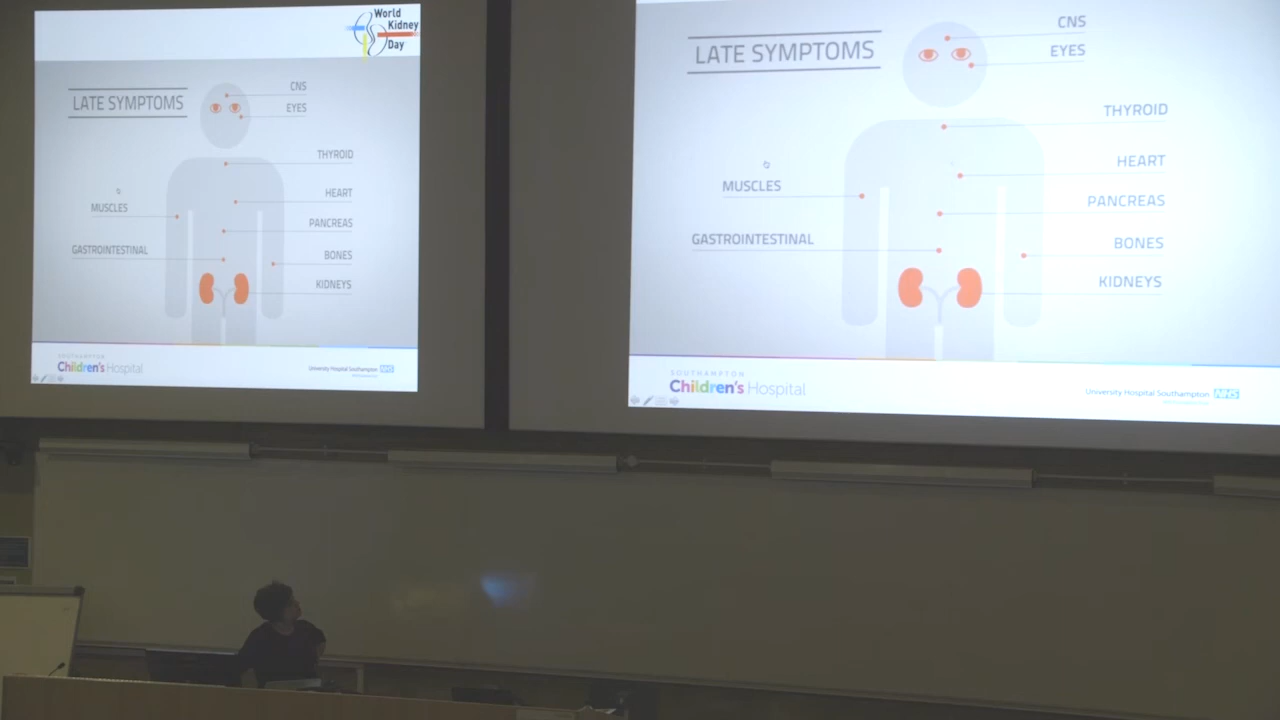 World
Kidney
Day
LATE SYMPTOMS
CNS
EYES
THYROID
HEART
MUSCLES
PANCREAS
GASTROINTESTINAL
BONES
KIDNEYS
SOUTHAMPTON
Children's Hospital
University Hospital Southampton NHS
LATE SYMPTOMS
CNS
EYES
THYROID
HEART
MUSCLES
PANCREAS
GASTROINTESTINAL
BONES
KIDNEYS
SOUTHAMPTON
Children's Hospital
University Hospital Southampton NHS